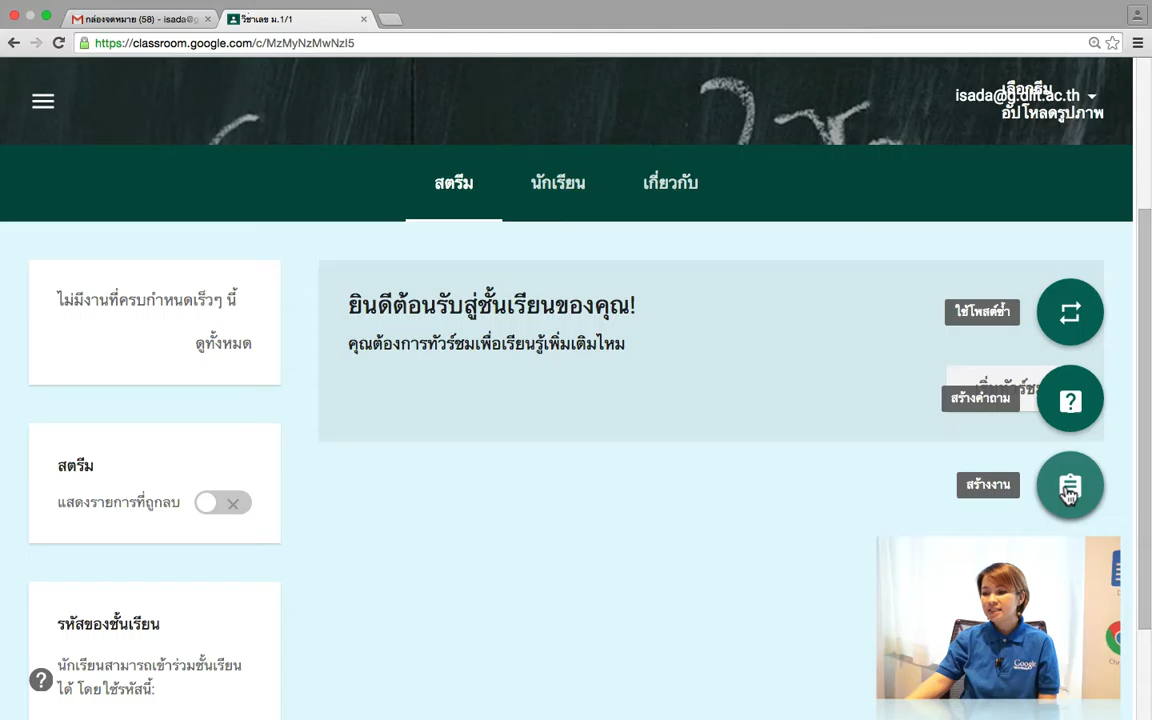 กล่องจดหมาย (58) - isada@g
วิชาเลข ม.1/1
https://classroom.google.com/c/MzMyNzMwNzI5
เลือกธีม
isada@g.dlit.ac.th
อัปโหลดรูปภาพ
สตรีม
นักเรียน
เกี่ยวกับ
ไม่มีงานที่ครบกำหนดเร็วๆ นี้
ดูทั้งหมด
ยินดีต้อนรับสู่ชั้นเรียนของคุณ!
คุณต้องการทัวร์ชมเพื่อเรียนรู้เพิ่มเติมไหม
ใช้โพสต์ซ้ำ
สร้างคำถาม
สร้างงาน
สตรีม
แสดงรายการที่ถูกลบ
รหัสของชั้นเรียน
นักเรียนสามารถเข้าร่วมชั้นเรียน
ได้ โดยใช้รหัสนี้:
Google